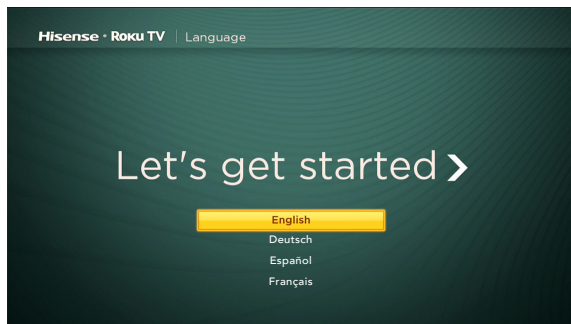 Hisense • ROKU TV | Language
Let's get started
English
Deutsch
Español
Français